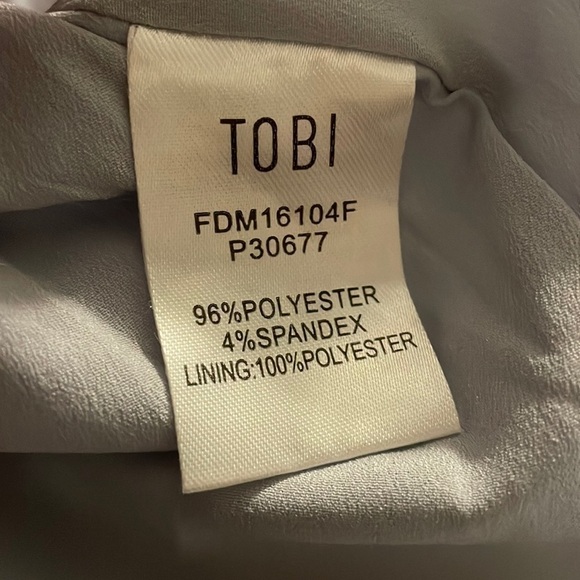 TOBI
FDM16104F
P30677
96%POLYESTER
4%SPANDEX
LINING:100%POLYESTER